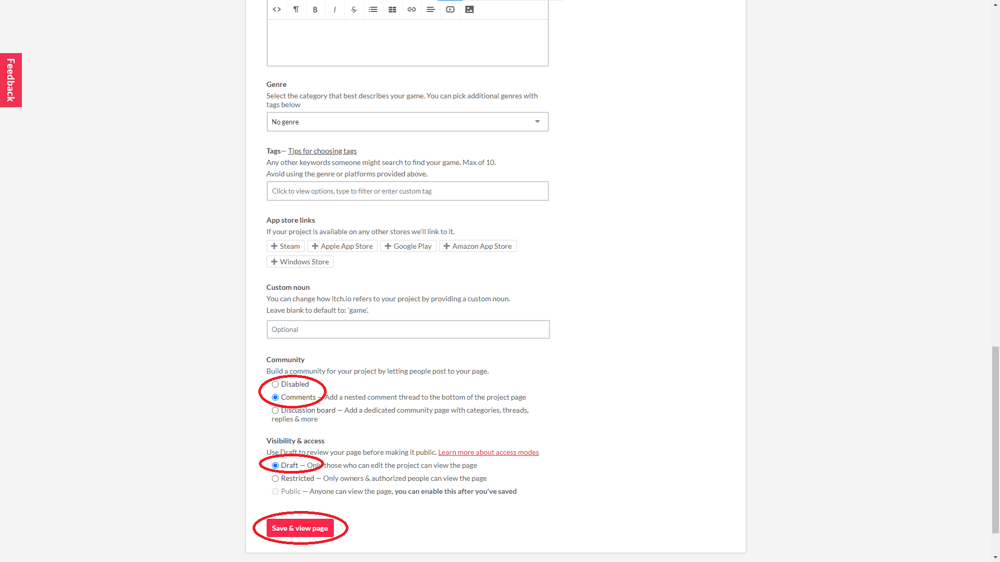 Feedback
Genre
Select the category that best describes your game. You can pick additional genres with
tags below
No genre
Tags— Tips for choosing tags
Any other keywords someone might search to find your game. Max of 10.
Avoid using the genre or platforms provided above.
Click to view options, type to filter or enter custom tag
App store links
If your project is available on any other stores we'll link to it.
Steam Apple App Store Google Play Amazon App Store
Windows Store
Custom noun
You can change how itch.io refers to your project by providing a custom noun.
Leave blank to default to: 'game'.
Optional
Community
Build a community for your project by letting people post to your page.
Disabled
Comments — Add a nested comment thread to the bottom of the project page
Discussion board — Add a dedicated community page with categories, threads,
replies & more
Visibility & access
Use Draft to review your page before making it public. Learn more about access modes
Draft — Only those who can edit the project can view the page
Restricted — Only owners & authorized people can view the page
Public — Anyone can view the page, you can enable this after you've saved
Save & view page